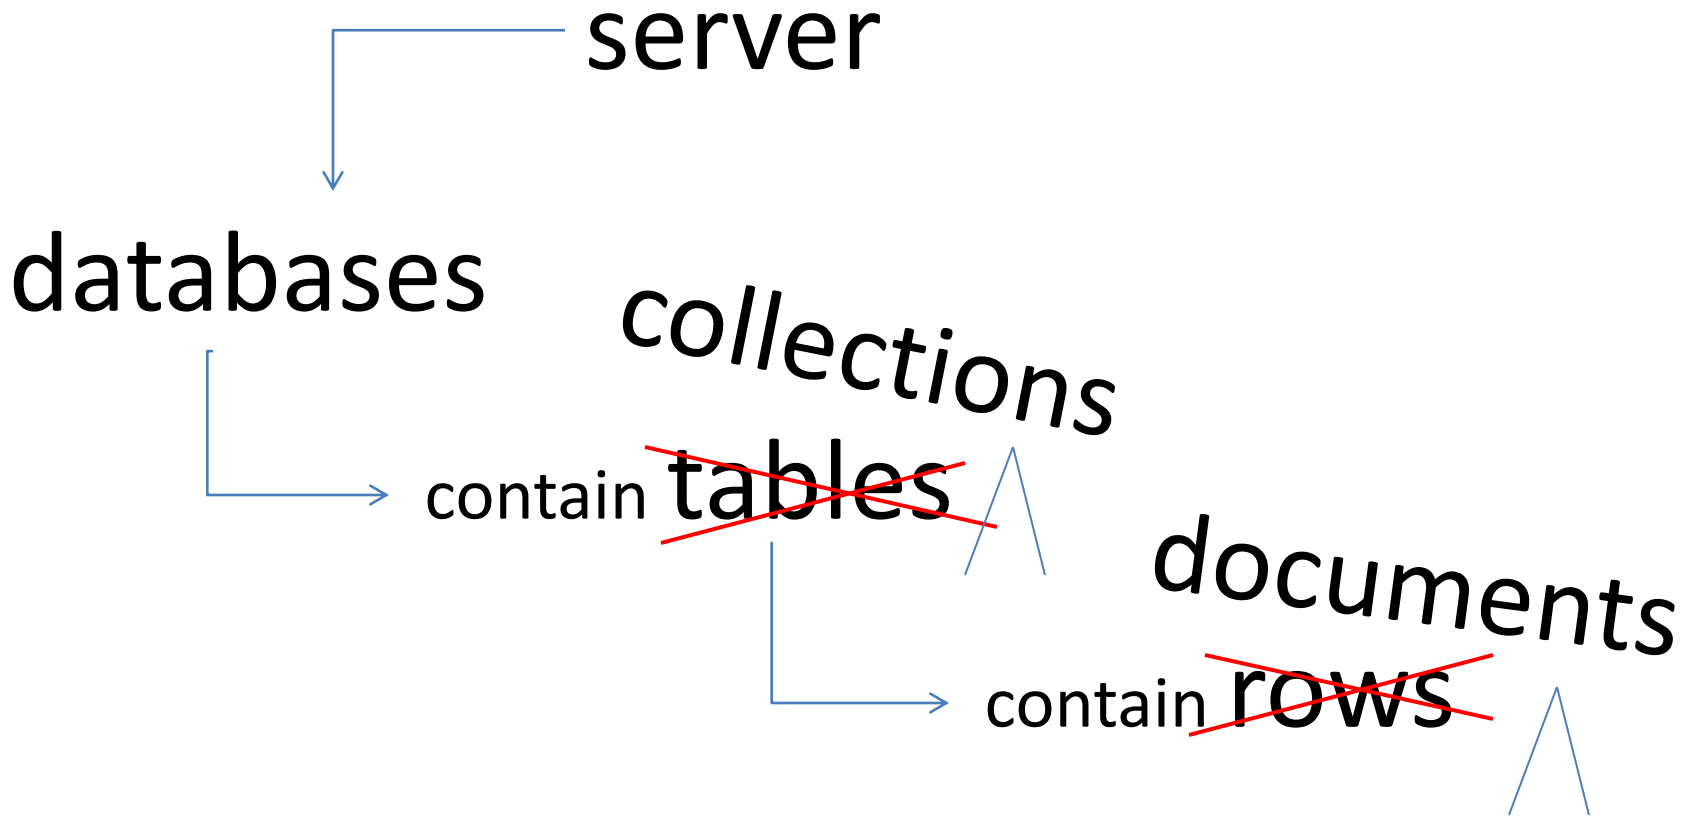 server
databases
collections
contain tables
documents
contain rows